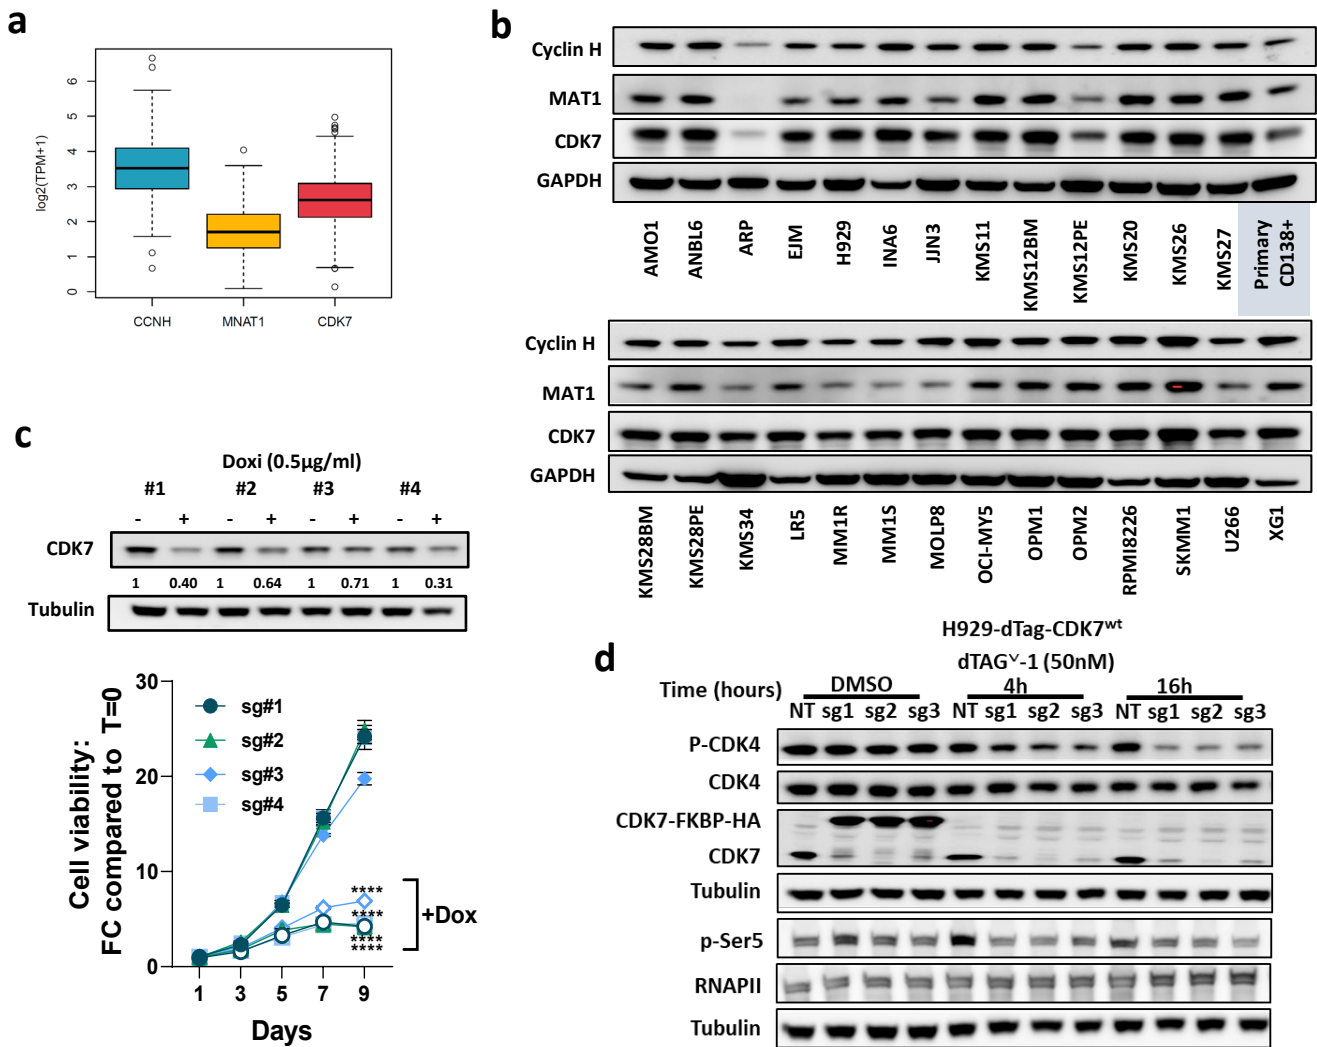 a
log2(TPM+1)
6
5
4
3
2
1
0
CCNH MNAT1 CDK7
b
Cyclin H
MAT1
CDK7
GAPDH
AMO1 ANBL6 ARP EJM H929 INA6 JJN3 KMS11 KMS12BM KMS12PE KMS20 KMS26 KMS27 Primary CD138+
Cyclin H
MAT1
CDK7
GAPDH
KMS28BM KMS28PE KMS34 LR5 MM1R MM1S MOLP8 OCI-MY5 OPM1 OPM2 RPMI8226 SKMM1 U266 XG1
c
Doxi (0.5µg/ml)
#1 #2 #3 #4
- + - + - + - +
CDK7
1 0.40 1 0.64 1 0.71 1 0.31
Tubulin
Cell viability:
FC compared to T=0
30
20
10
0
sg#1
sg#2
sg#3
sg#4
****
****
****
****
+Dox
1 3 5 7 9
Days
d
H929-dTag-CDK7wt
dTAGV-1 (50nM)
Time (hours) DMSO 4h 16h
NT sg1 sg2 sg3 NT sg1 sg2 sg3 NT sg1 sg2 sg3
P-CDK4
CDK4
CDK7-FKBP-HA
CDK7
Tubulin
p-Ser5
RNAPII
Tubulin